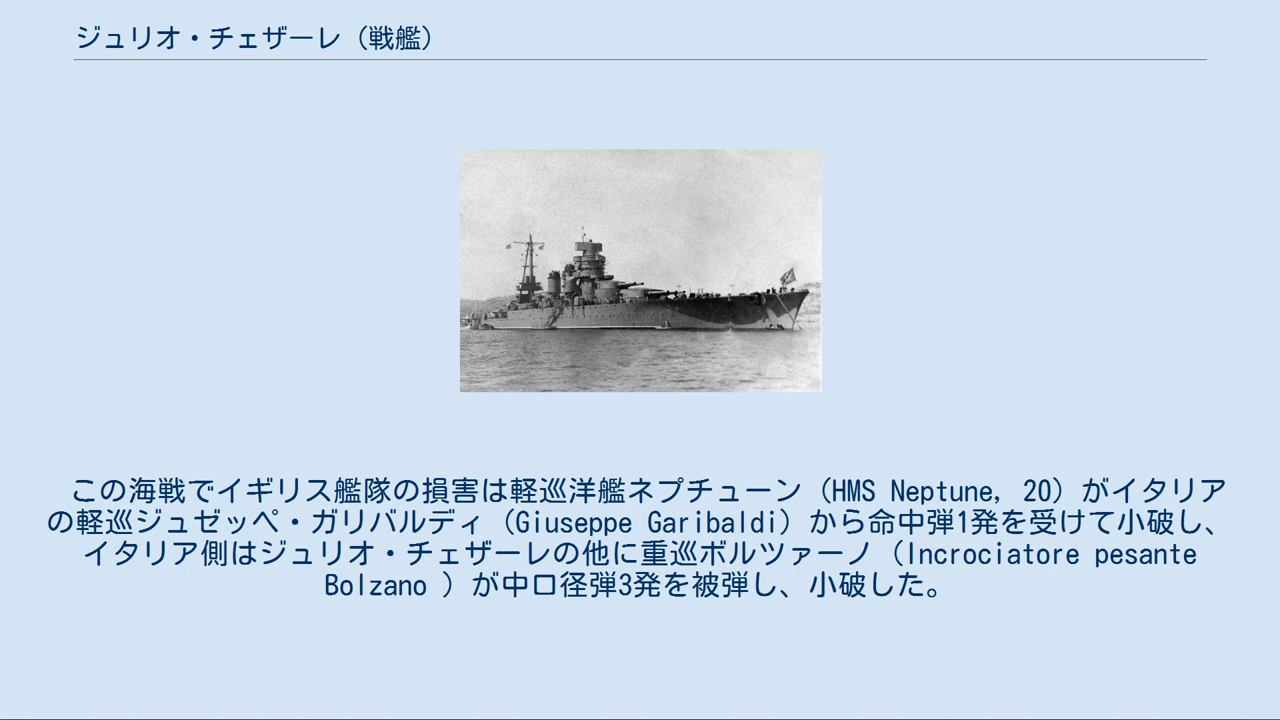 ジュリオ・チェザーレ（戦艦）
この海戦でイギリス艦隊の損害は軽巡洋艦ネプチューン（HMS Neptune, 20）がイタリア
の軽巡ジュゼッペ・ガリバルディ（Giuseppe Garibaldi）から命中弾1発を受けて小破し、
イタリア側はジュリオ・チェザーレの他に重巡ボルツァーノ（Incrociatore pesante
Bolzano ）が中口径弾3発を被弾し、小破した。